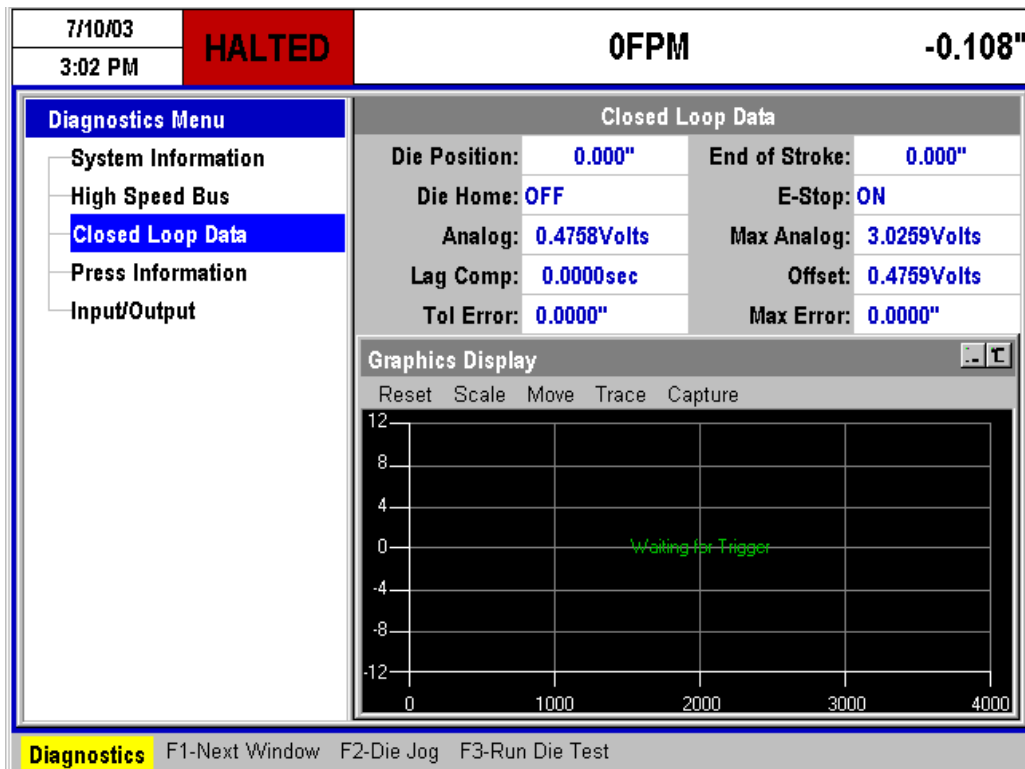 7/10/03
3:02 PM
HALTED
0FPM
-0.108"
Diagnostics Menu
System Information
High Speed Bus
Closed Loop Data
Press Information
Input/Output
Closed Loop Data
Die Position: 0.000" End of Stroke: 0.000"
Die Home: OFF E-Stop: ON
Analog: 0.4758Volts Max Analog: 3.0259Volts
Lag Comp: 0.0000sec Offset: 0.4759Volts
Tol Error: 0.0000" Max Error: 0.0000"
Graphics Display
Reset Scale Move Trace Capture
12
8
4
0
-4
-8
-12
Waiting for Trigger
0 1000 2000 3000 4000
Diagnostics F1-Next Window F2-Die Jog F3-Run Die Test